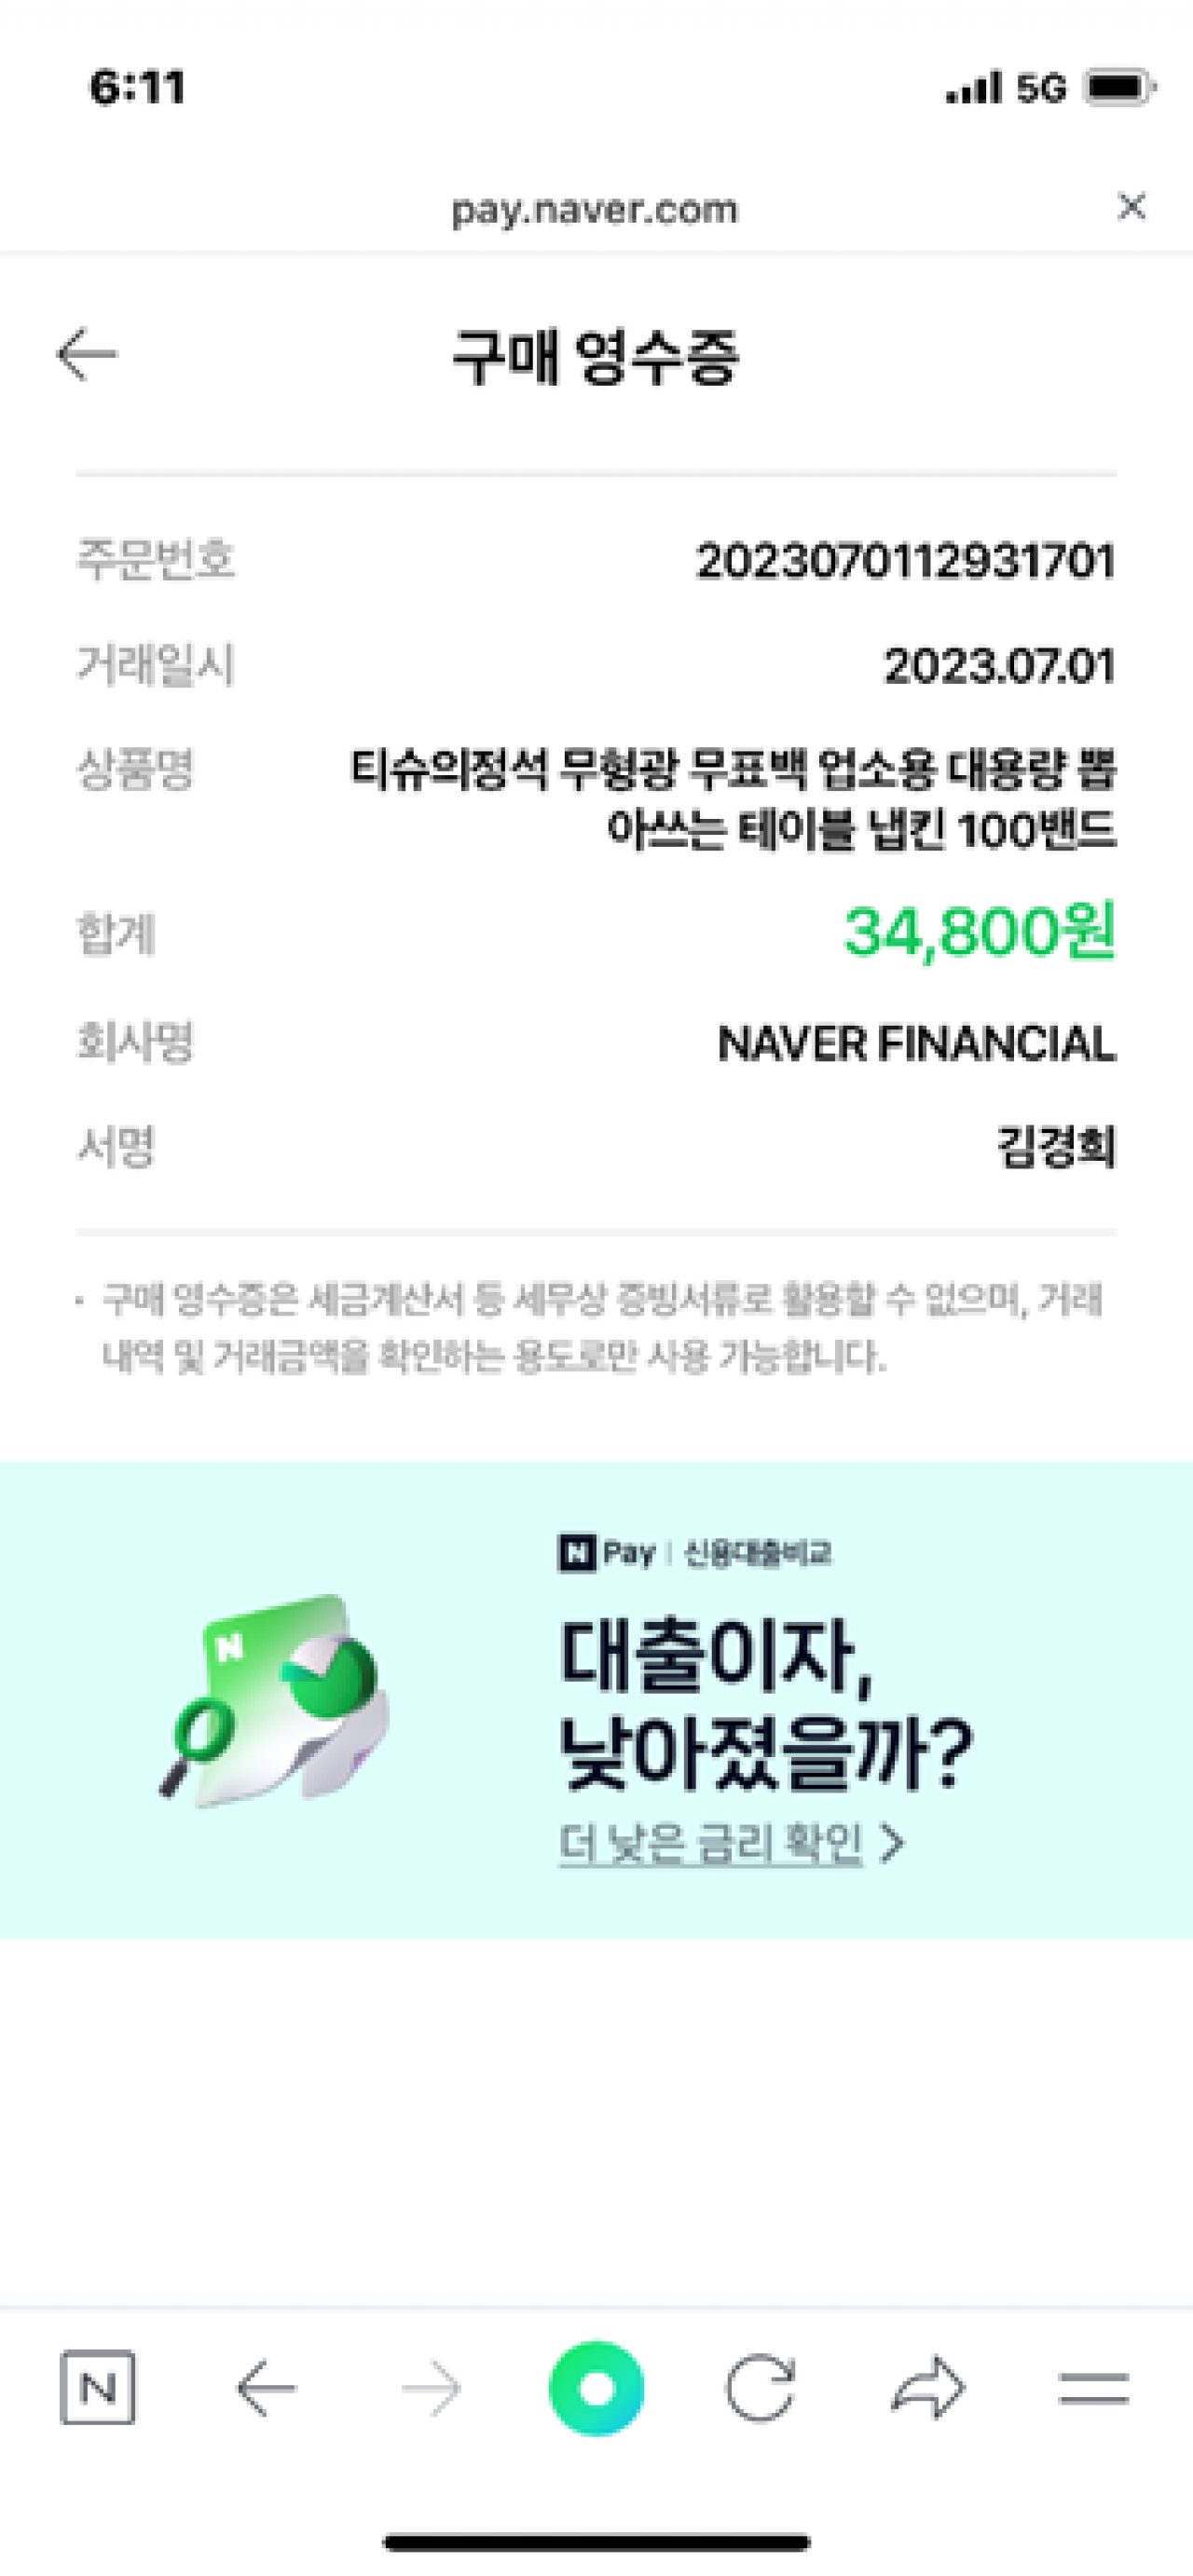 6:11
5G
pay.naver.com
구매 영수증
주문번호 2023070112931701
거래일시 2023.07.01
상품명 티슈의정석 무형광 무표백 업소용 대용량 뽑
아쓰는 테이블 냅킨 100밴드
합계 34,800원
회사명 NAVER FINANCIAL
서명 김경희
· 구매 영수증은 세금계산서 등 세무상 증빙서류로 활용할 수 없으며, 거래
내역 및 거래금액을 확인하는 용도로만 사용 가능합니다.
N
N Pay | 신용대출비교
대출이자,
낮아졌을까?
더 낮은 금리 확인 >
N